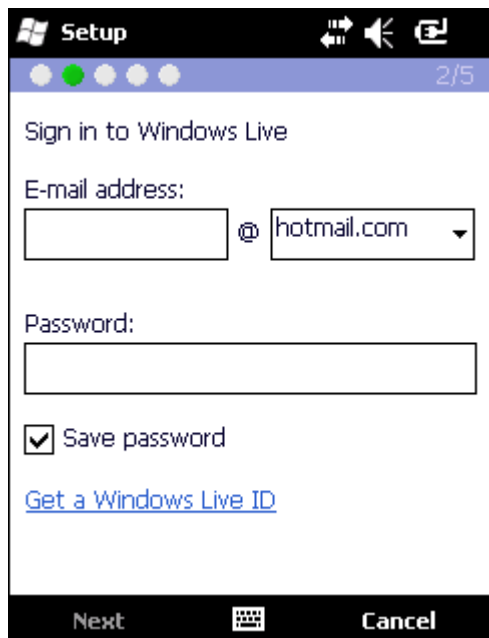 Setup
2/5
Sign in to Windows Live
E-mail address:
@ hotmail.com
Password:
Save password
Get a Windows Live ID
Next Cancel